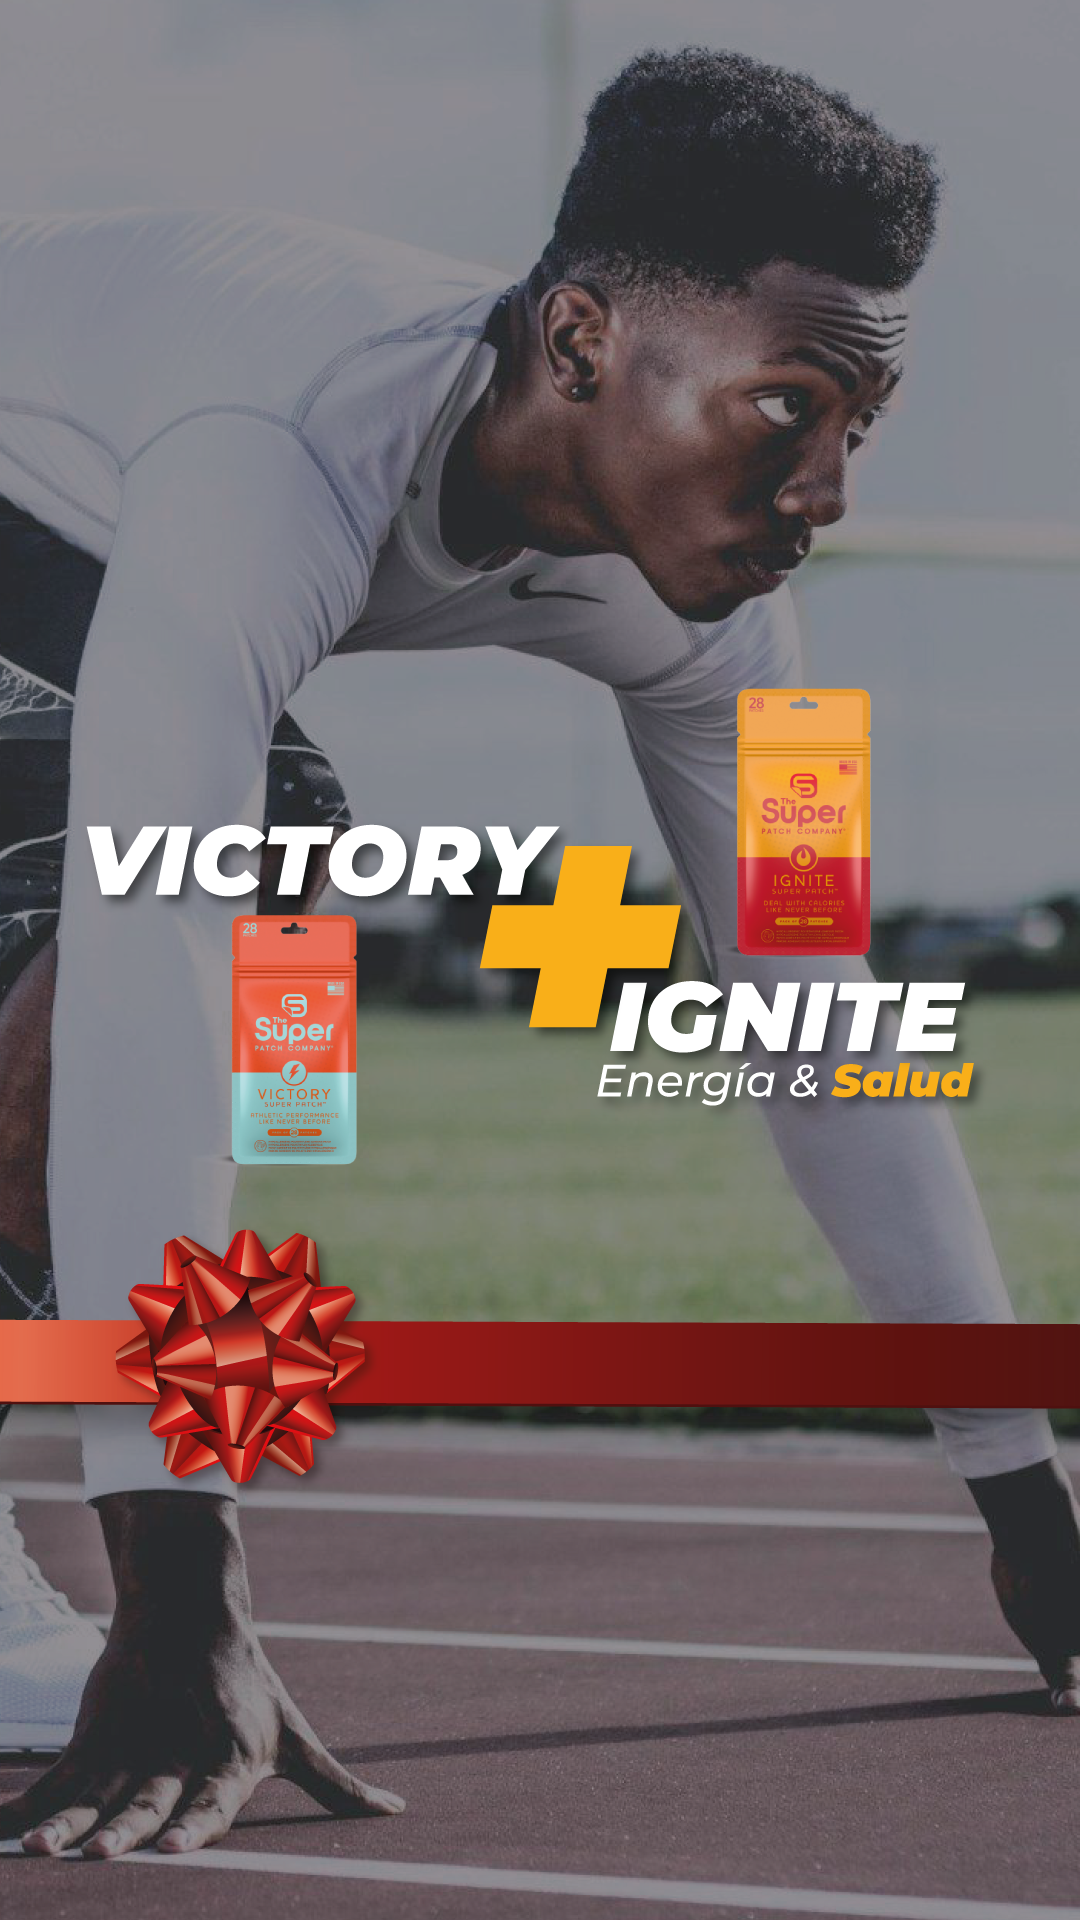 VICTORY
28
The
Super
PATCH COMPANY
VICTORY
SUPER PATCH
ATHLETIC PERFORMANCE
LIKE NEVER BEFORE
28
The
Super
PATCH COMPANY
IGNITE
SUPER PATCH
DEAL WITH CALORIES
LIKE NEVER BEFORE
IGNITE
Energía & Salud